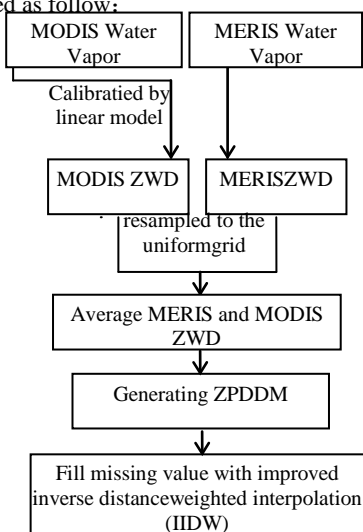 ed as follow：
MODIS Water
Vapor
MERIS Water
Vapor
Calibratied by
linear model
MODIS ZWD
MERISZWD
resampled to the
uniformgrid
Average MERIS and MODIS
ZWD
Generating ZPDDM
Fill missing value with improved
inverse distanceweighted interpolation
(IIDW)